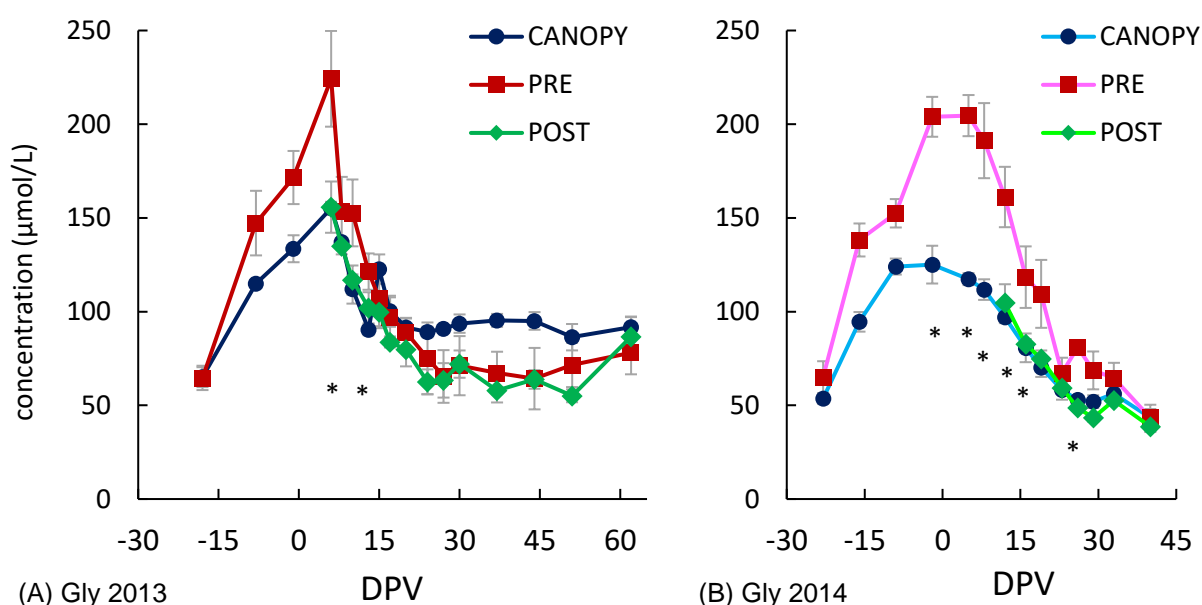 250
200
150
100
50
0
-30 -15 0 15 30 45 60
concentration (µmol/L)
CANOPY
PRE
POST
* *
(A) Gly 2013
DPV
250
200
150
100
50
0
-30 -15 0 15 30 45
CANOPY
PRE
POST
* * * * * *
(B) Gly 2014
DPV